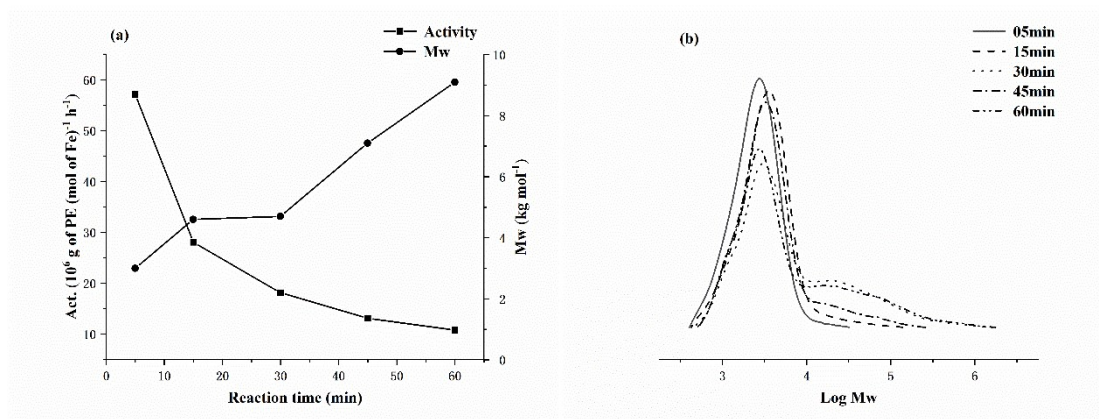 (a)
Activity
Mw
60
50
40
30
20
10
Act. (10⁶ g of PE (mol of Fe)⁻¹ h⁻¹)
10
8
6
4
2
0
Mw (kg mol⁻¹)
0 10 20 30 40 50 60
Reaction time (min)
(b)
05min
15min
30min
45min
60min
3 4 5 6
Log Mw